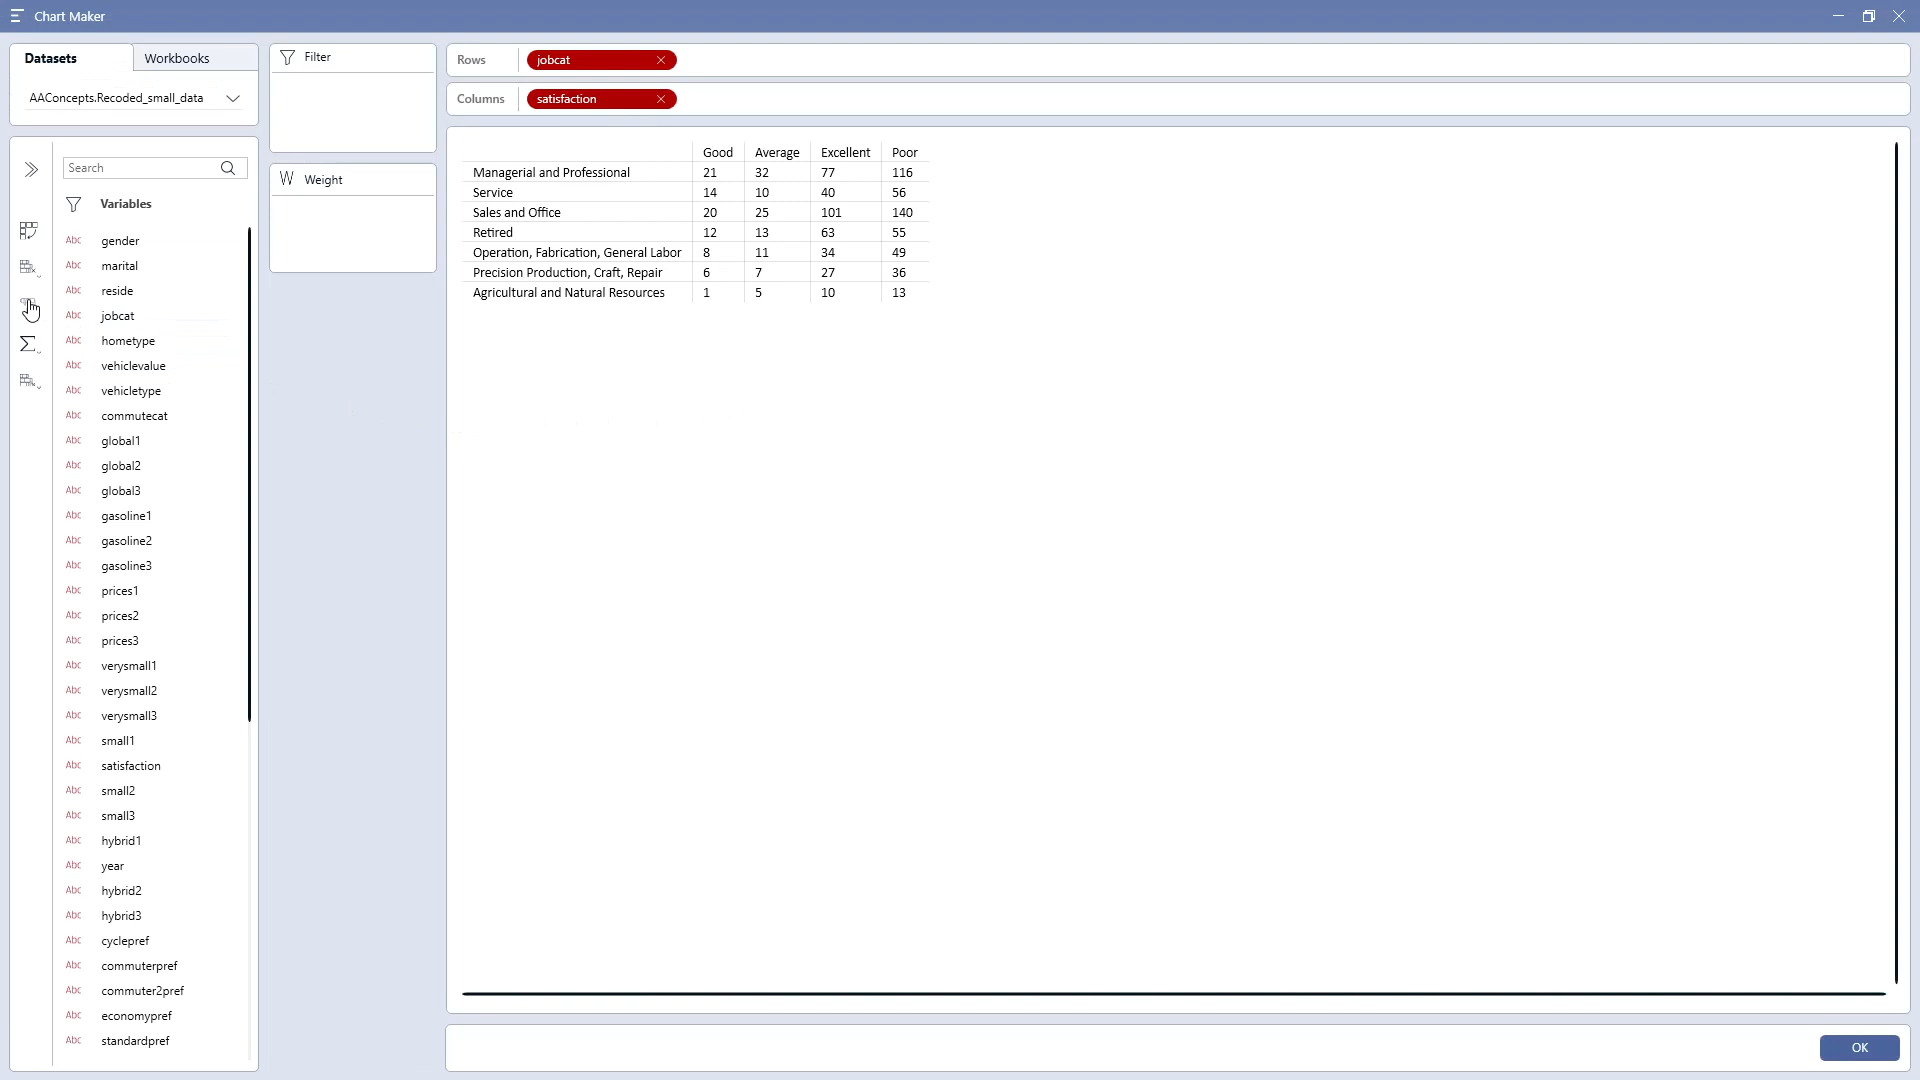 Chart Maker
Datasets
Workbooks
AAConcepts.Recoded_small_data
Search
Variables
Abc gender
Abc marital
Abc reside
Abc jobcat
Abc hometype
Abc vehiclevalue
Abc vehicletype
Abc commutecat
Abc global1
Abc global2
Abc global3
Abc gasoline1
Abc gasoline2
Abc gasoline3
Abc prices1
Abc prices2
Abc prices3
Abc verysmall1
Abc verysmall2
Abc verysmall3
Abc small1
Abc satisfaction
Abc small2
Abc small3
Abc hybrid1
Abc year
Abc hybrid2
Abc hybrid3
Abc cyclepref
Abc commuterpref
Abc commuter2pref
Abc economypref
Abc standardpref
Filter
W Weight
Rows jobcat
Columns satisfaction
Good Average Excellent Poor
Managerial and Professional 21 32 77 116
Service 14 10 40 56
Sales and Office 20 25 101 140
Retired 12 13 63 55
Operation, Fabrication, General Labor 8 11 34 49
Precision Production, Craft, Repair 6 7 27 36
Agricultural and Natural Resources 1 5 10 13
OK